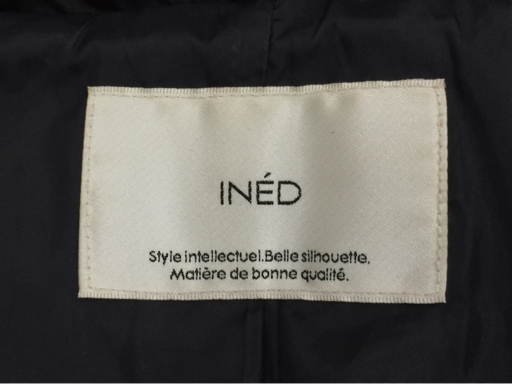 INÉD
Style intellectuel.Belle silhouette.
Matière de bonne qualité.